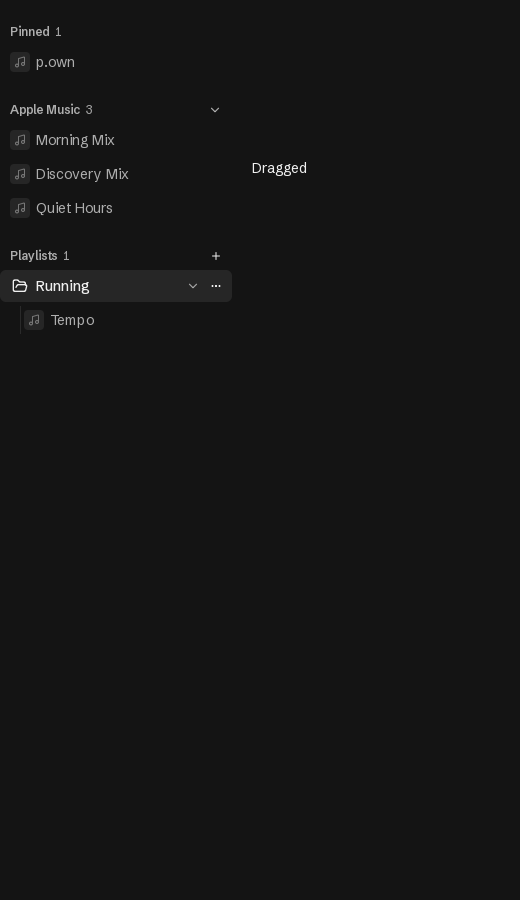 Pinned 1
p.own
Apple Music 3
Morning Mix
Discovery Mix
Dragged
Quiet Hours
Playlists 1
Running
Tempo